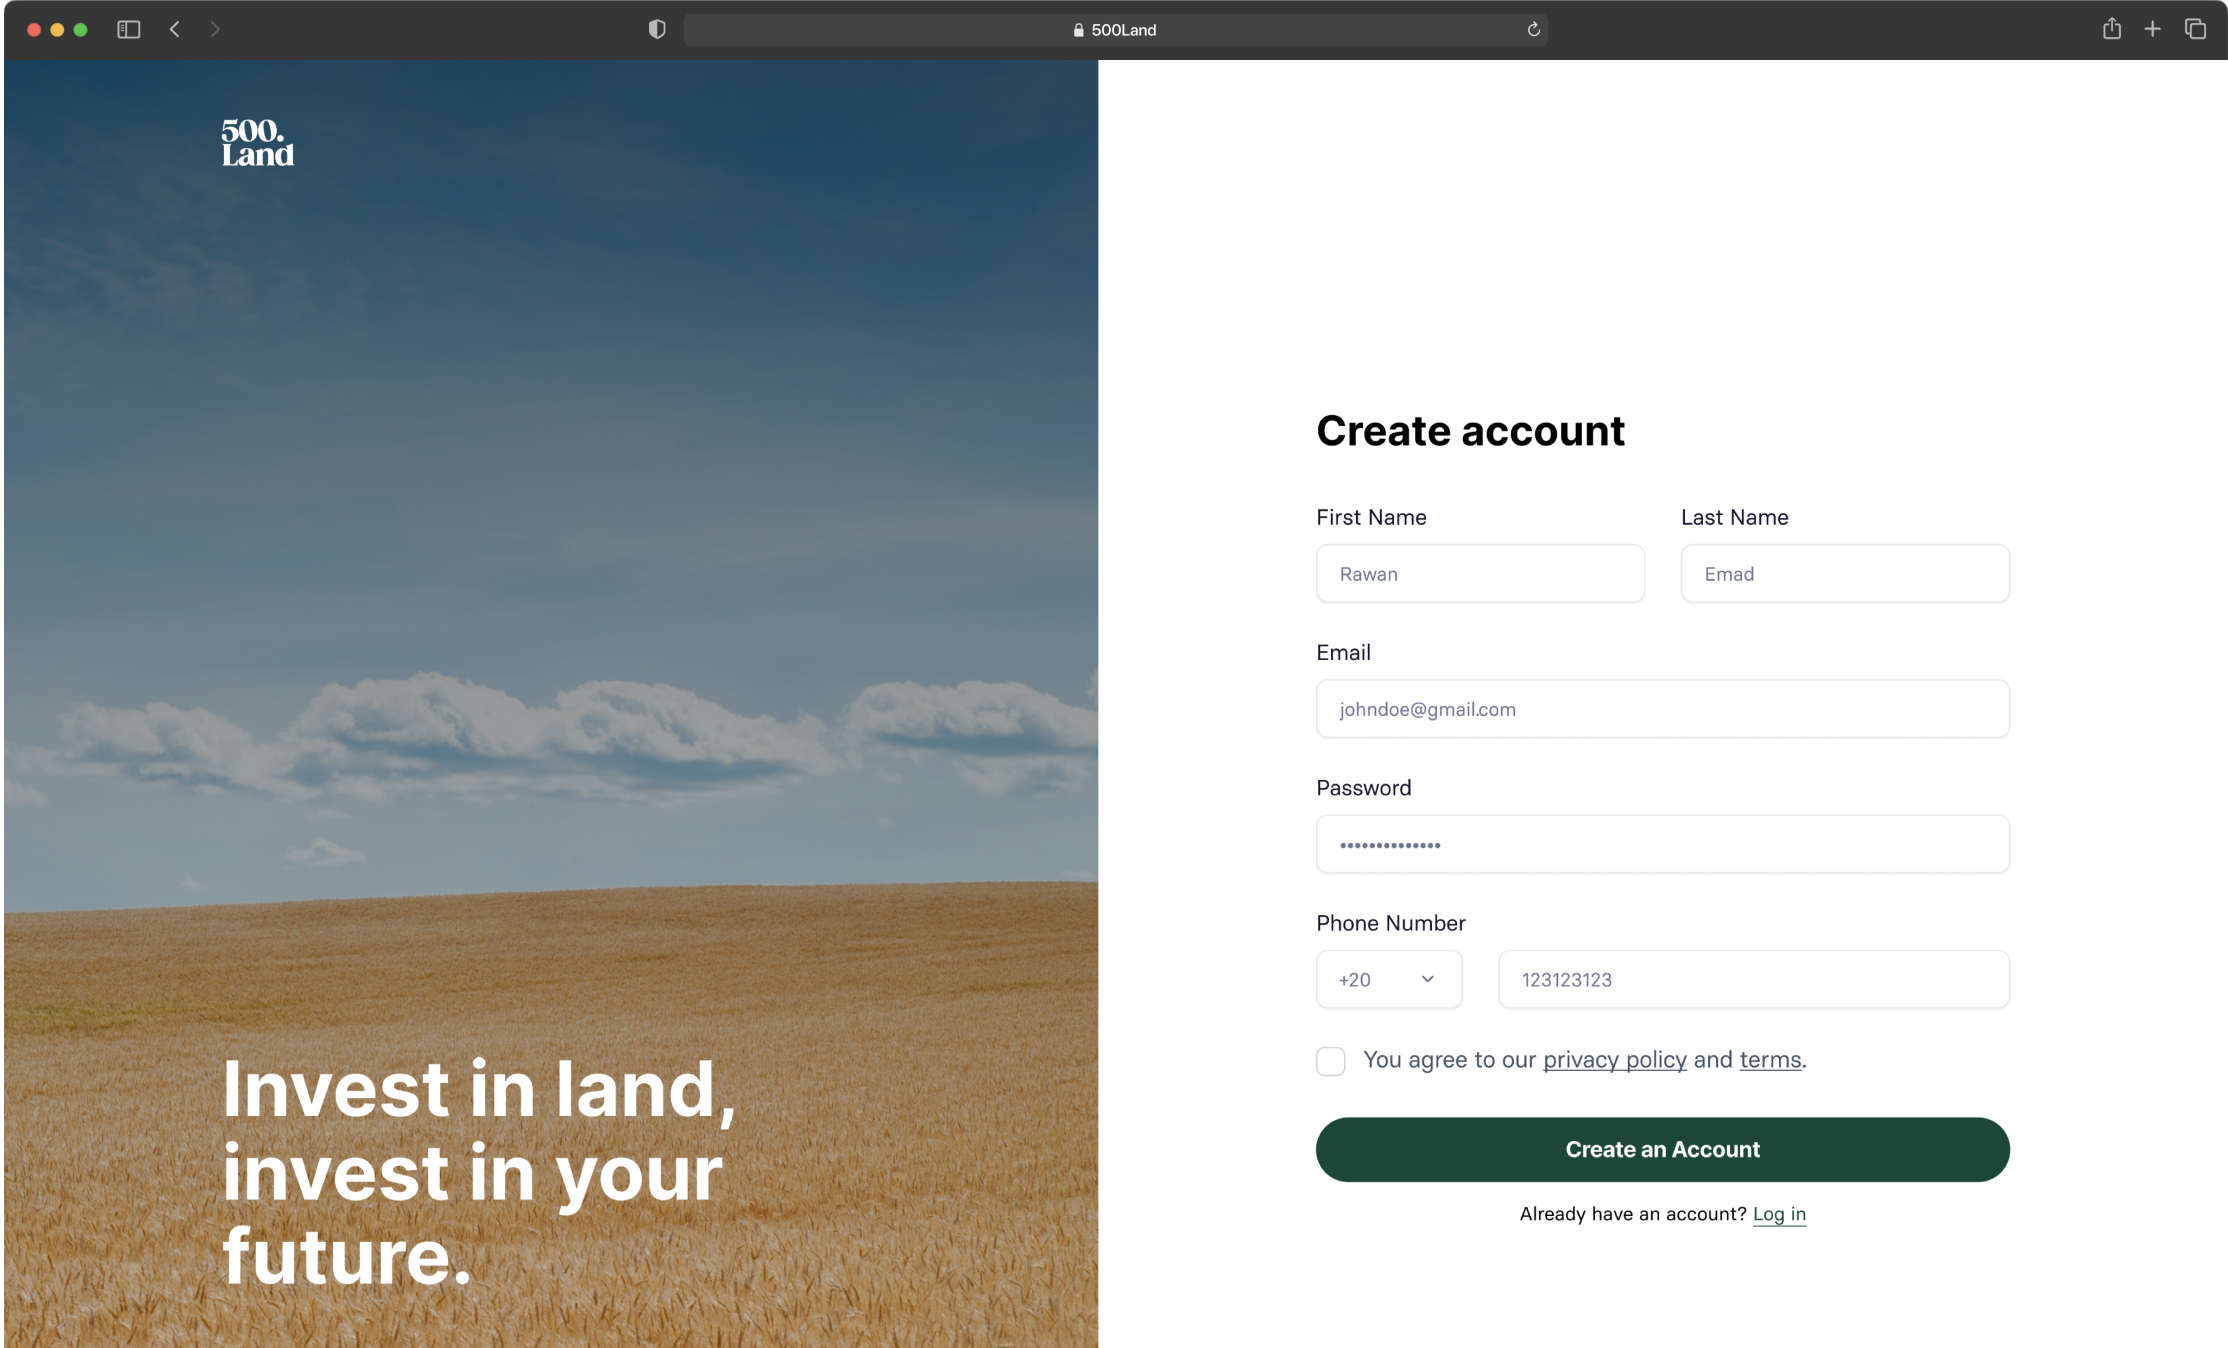 500Land
500.
Land
Invest in land,
invest in your
future.
Create account
First Name
Last Name
Rawan
Emad
Email
johndoe@gmail.com
Password
••••••••••••••
Phone Number
+20
123123123
You agree to our privacy policy and terms.
Create an Account
Already have an account? Log in